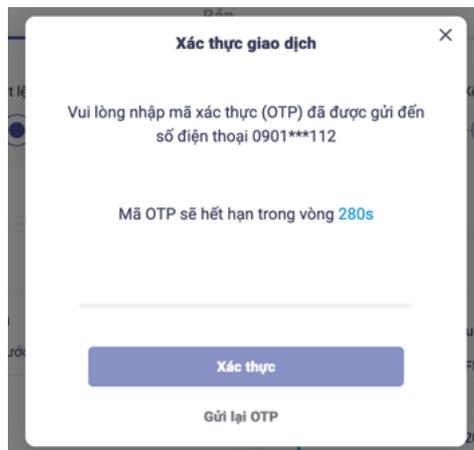 Bán
Xác thực giao dịch
Vui lòng nhập mã xác thực (OTP) đã được gửi đến
số điện thoại 0901***112
Mã OTP sẽ hết hạn trong vòng 280s
Xác thực
Gửi lại OTP